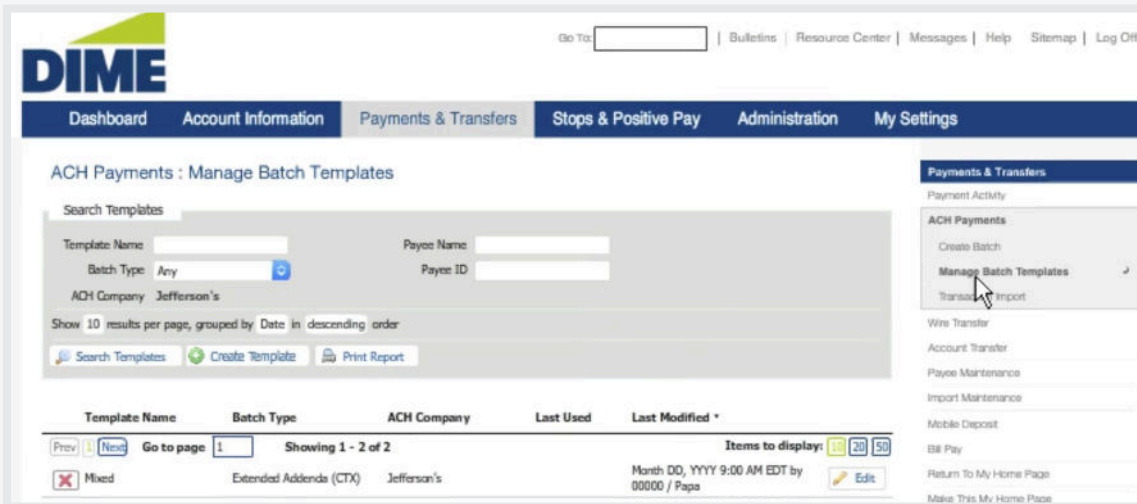 DIME
Go To: | Bulletins | Resource Center | Messages | Help Sitemap | Log Off
Dashboard Account Information Payments & Transfers Stops & Positive Pay Administration My Settings
ACH Payments : Manage Batch Templates
Search Templates
Template Name Payee Name
Batch Type Any Payee ID
ACH Company Jefferson's
Show 10 results per page, grouped by Date in descending order
Search Templates Create Template Print Report
Template Name Batch Type ACH Company Last Used Last Modified
Prev 1 Next Go to page 1 Showing 1 - 2 of 2 Items to display: 10 20 50
Mixed Extended Addenda (CTX) Jefferson's Month DD, YYYY 9:00 AM EDT by
00000 / Papa Edit
Payments & Transfers
Payment Activity
ACH Payments
Create Batch
Manage Batch Templates
Import
Wire Transfer
Account Transfer
Payee Maintenance
Import Maintenance
Mobile Deposit
Bill Pay
Return To My Home Page
Make This My Home Page